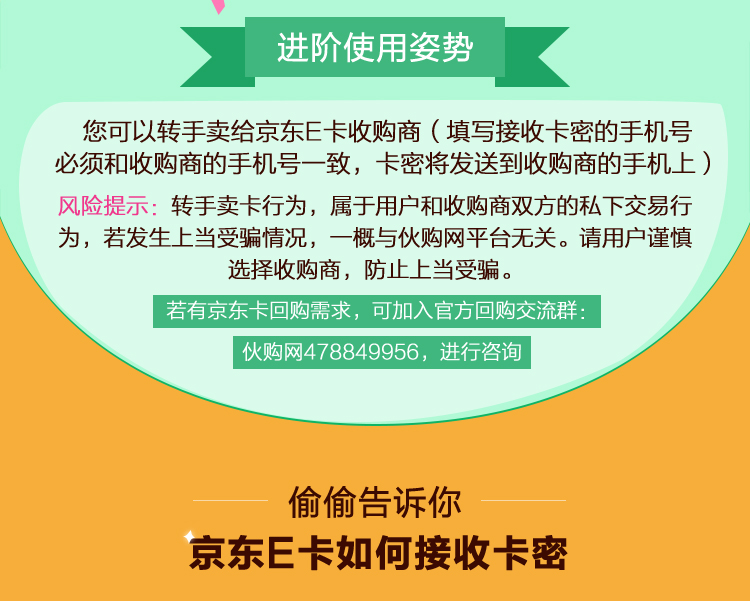 进阶使用姿势
您可以转手卖给京东E卡收购商（填写接收卡密的手机号
必须和收购商的手机号一致，卡密将发送到收购商的手机上）
风险提示：转手卖卡行为，属于用户和收购商双方的私下交易行
为，若发生上当受骗情况，一概与伙购网平台无关。请用户谨慎
选择收购商，防止上当受骗。
若有京东卡回购需求，可加入官方回购交流群：
伙购网478849956，进行咨询
偷偷告诉你
京东E卡如何接收卡密